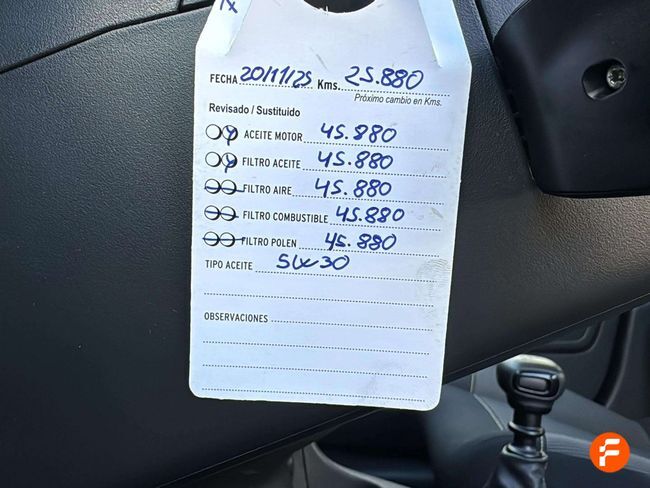 FECHA 20/11/25 Kms. 25.880
Próximo cambio en Kms.
Revisado / Sustituido
ACEITE MOTOR 45.880
FILTRO ACEITE 45.880
FILTRO AIRE 45.880
FILTRO COMBUSTIBLE 45.880
FILTRO POLEN 45.880
TIPO ACEITE 5W30
OBSERVACIONES